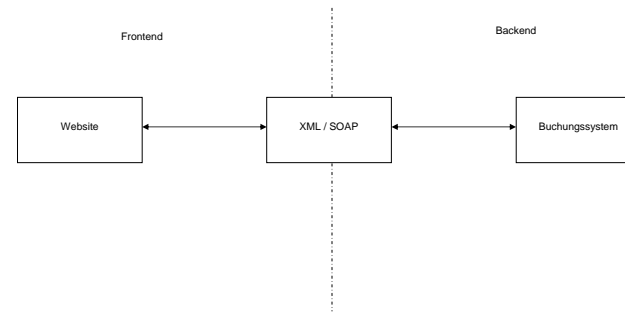 Frontend
Backend
Website
XML / SOAP
Buchungssystem